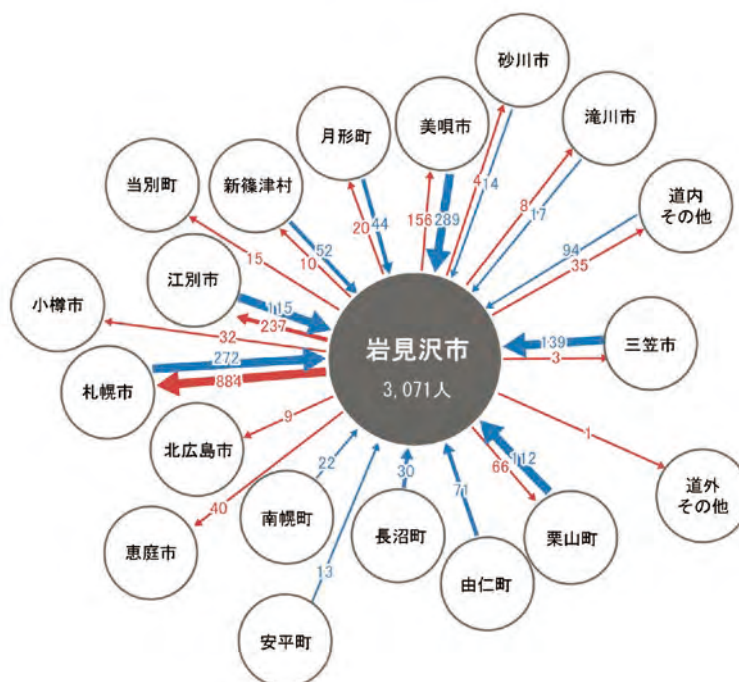 砂川市
美唄市
滝川市
月形町
4
14
当別町
新篠津村
156
289
8
17
道内
その他
20
44
52
10
15
94
35
江別市
115
237
小樽市
32
岩見沢市
3,071人
139
3
三笠市
272
884
札幌市
9
北広島市
1
道外
その他
40
22
30
71
66
112
恵庭市
南幌町
長沼町
栗山町
13
由仁町
安平町